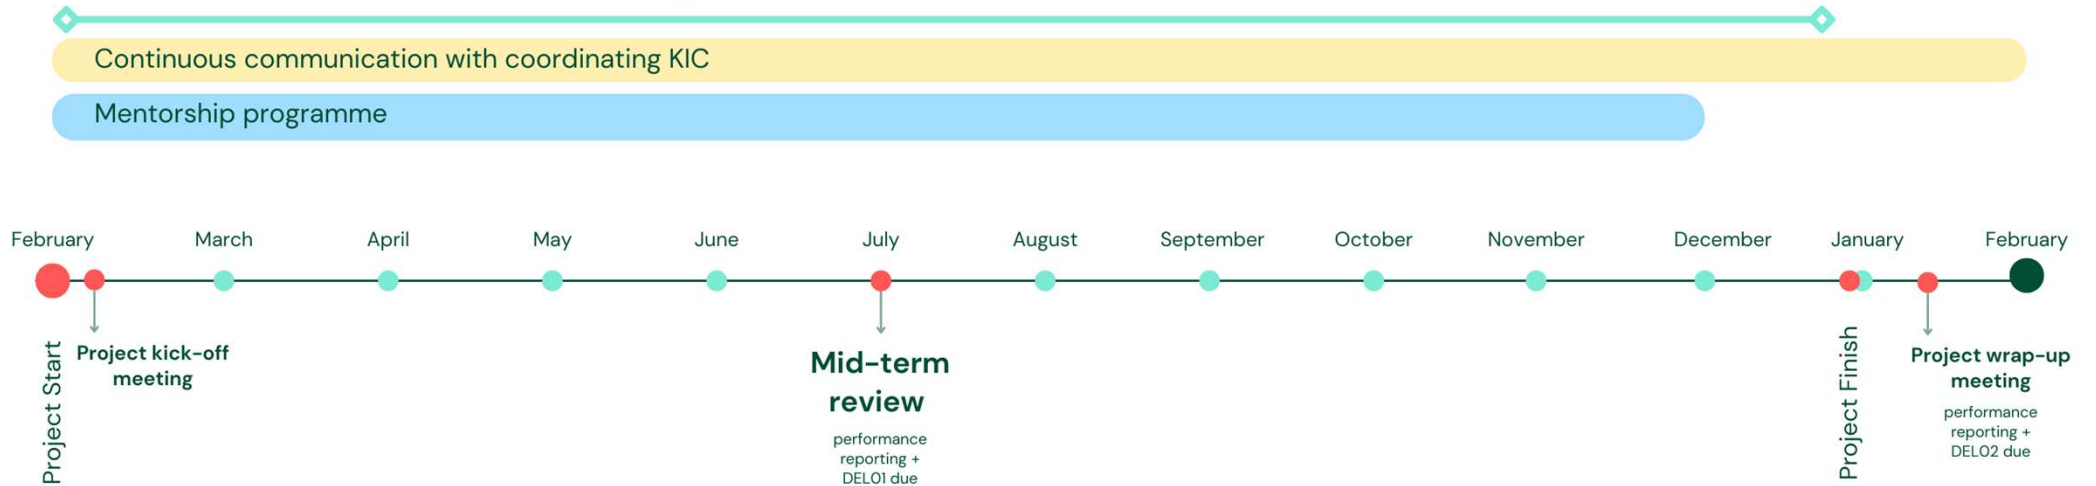 Continuous communication with coordinating KIC
Mentorship programme
February March April May June July August September October November December January February
Project Start
Project kick-off
meeting
Mid-term
review
performance
reporting +
DEL01 due
Project Finish
Project wrap-up
meeting
performance
reporting +
DEL02 due